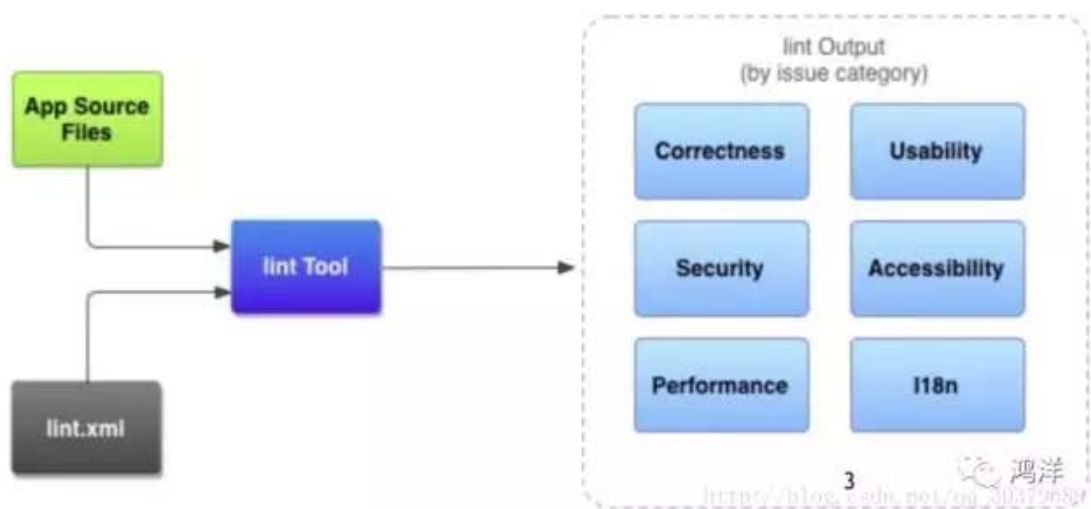 lint Output
(by issue category)
App Source
Files
Correctness
Usability
lint Tool
Security
Accessibility
lint.xml
Performance
I18n
3
鸿洋